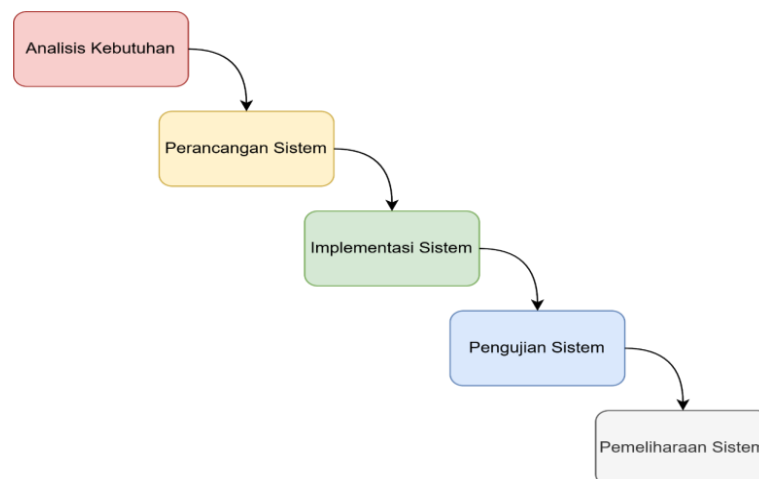 Analisis Kebutuhan
Perancangan Sistem
Implementasi Sistem
Pengujian Sistem
Pemeliharaan Sistem